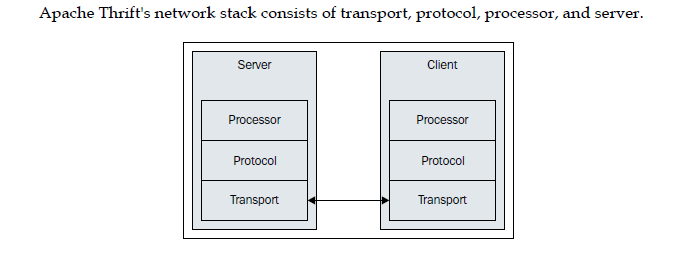 Apache Thrift's network stack consists of transport, protocol, processor, and server.
Server
Processor
Protocol
Transport
Client
Processor
Protocol
Transport